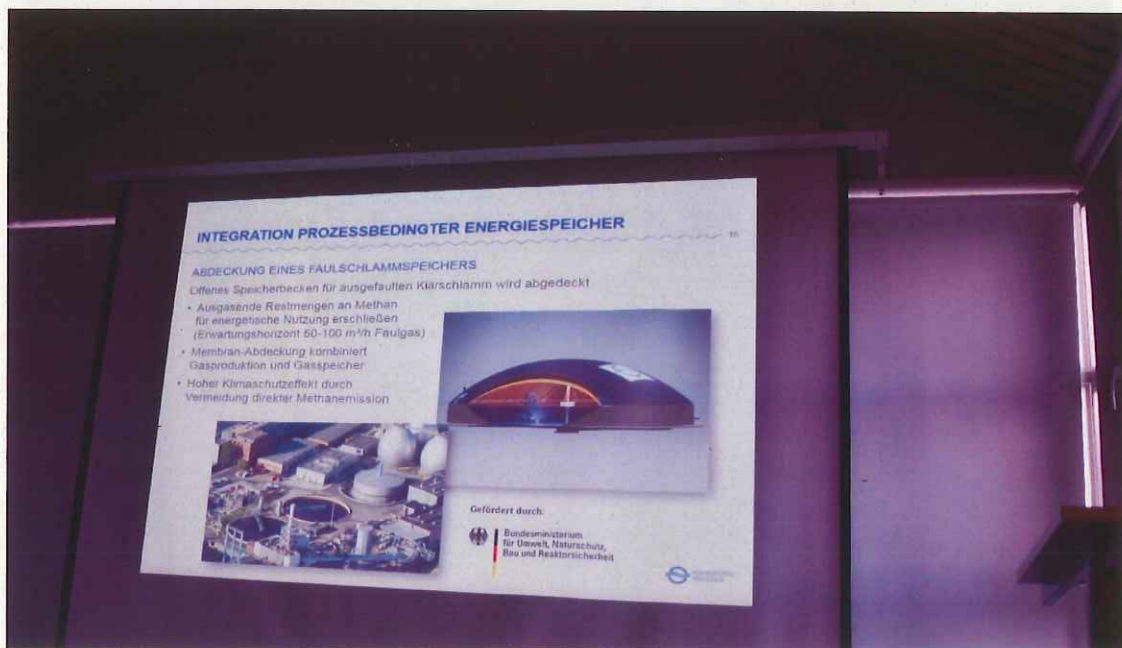 INTEGRATION PROZESSBEDINGTER ENERGIESPEICHER
ABDECKUNG EINES FAULSCHLAMMSPEICHERS
Offenes Speicherbecken für ausgefaulten Klärschlamm wird abgedeckt
• Ausgasende Restmengen an Methan
für energetische Nutzung erschließen
(Erwartungshorizont 60-100 m³/h Faulgas)
• Membran-Abdeckung kombiniert
Gasproduktion und Gasspeicher
• Hoher Klimaschutzeffekt durch
Vermeidung direkter Methanemission
Gefördert durch:
Bundesministerium
für Umwelt, Naturschutz,
Bau und Reaktorsicherheit